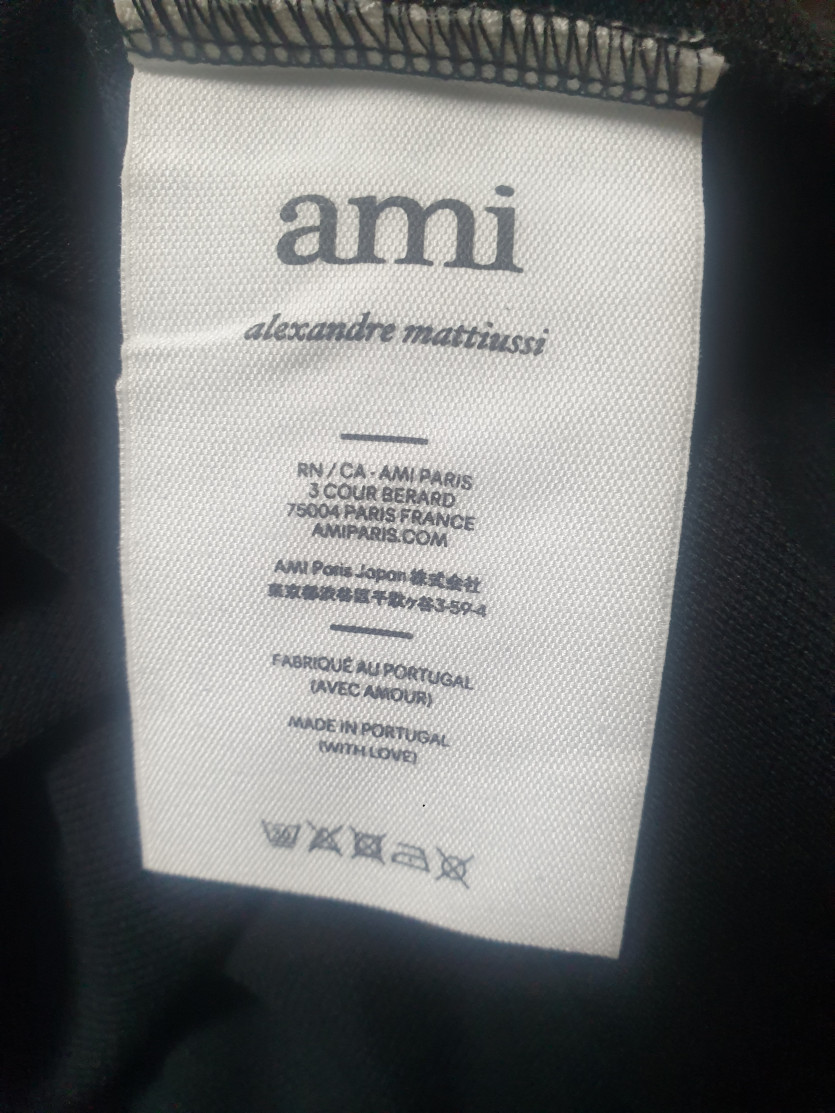 ami
alexandre mattiussi
RN / CA - AMI PARIS
3 COUR BERARD
75004 PARIS FRANCE
AMIPARIS.COM
AMI Paris Japan 株式会社
東京都渋谷区千駄ヶ谷3-59-4
FABRIQUÉ AU PORTUGAL
(AVEC AMOUR)
MADE IN PORTUGAL
(WITH LOVE)
30